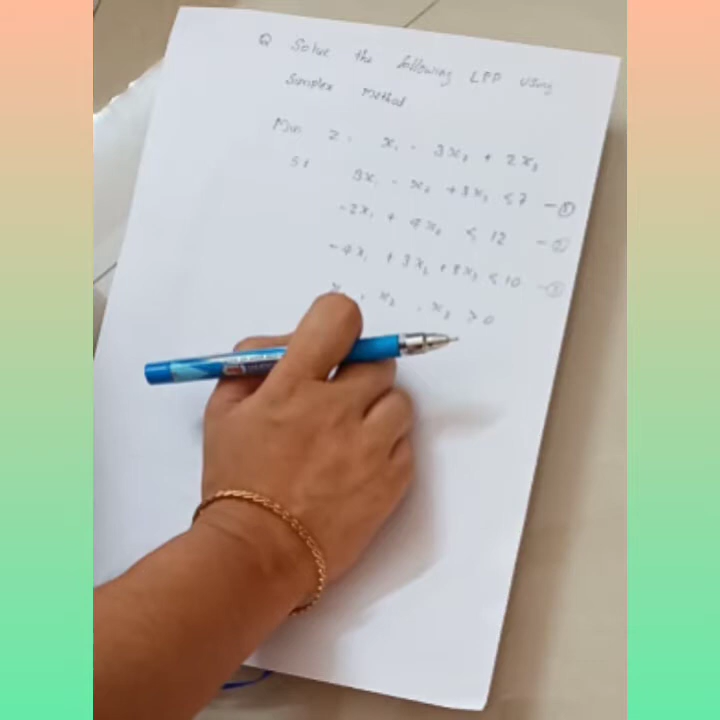 Q Solve the following LPP using
Simplex Method
Min Z = x₁ - 3x₂ + 2x₃
St 3x₁ - x₂ + 3x₃ ≤ 7 - ①
-2x₁ + 4x₂ ≤ 12 - ②
-4x₁ + 3x₂ + 8x₃ ≤ 10 - ③
, x₂ , x₃ ≥ 0